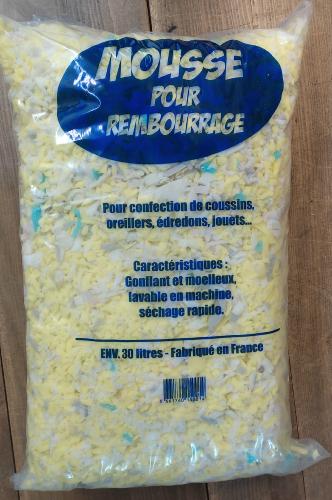 MOUSSE
POUR
REMBOURRAGE
Pour confection de coussins,
oreillers, édredons, jouets...
Caractéristiques :
Gonflant et moelleux,
lavable en machine,
séchage rapide.
ENV. 30 litres - Fabriqué en France